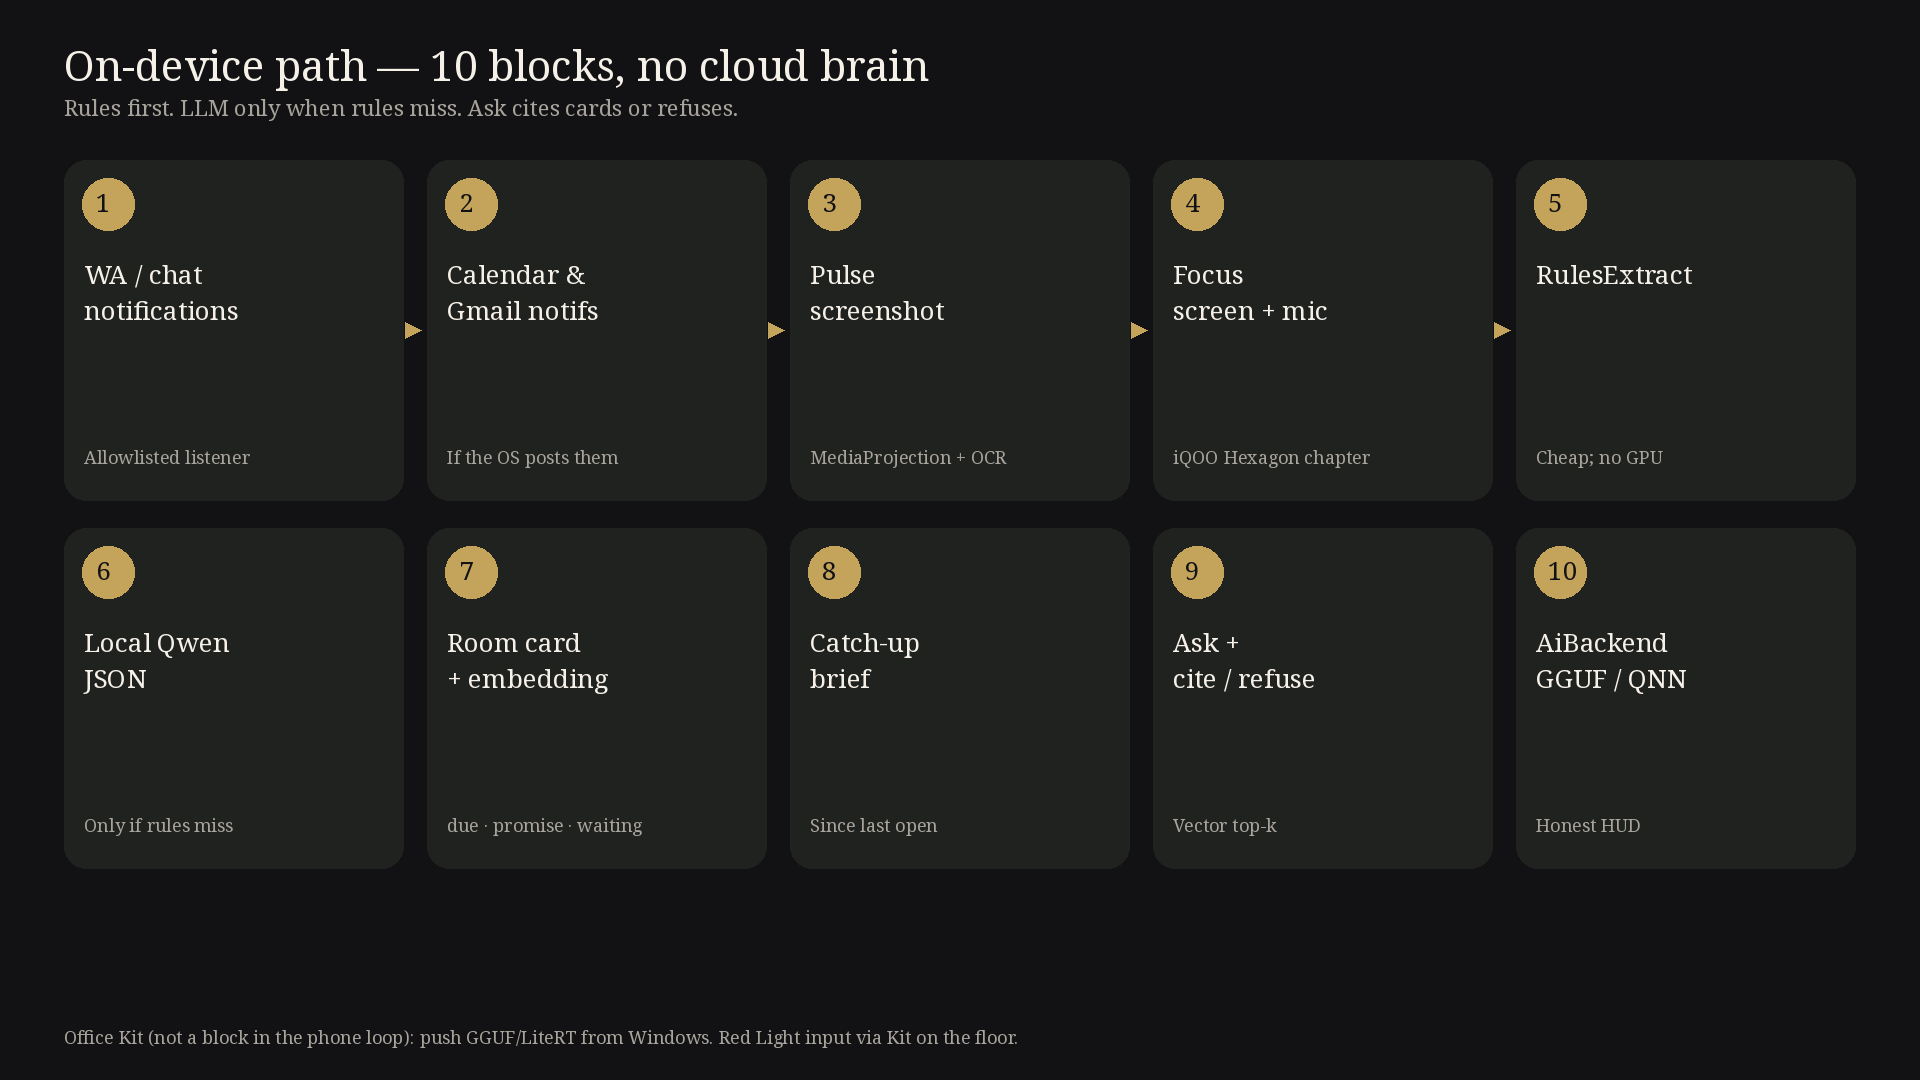 On-device path — 10 blocks, no cloud brain
Rules first. LLM only when rules miss. Ask cites cards or refuses.
1
WA / chat
notifications
Allowlisted listener
2
Calendar &
Gmail notifs
If the OS posts them
3
Pulse
screenshot
MediaProjection + OCR
4
Focus
screen + mic
iQOO Hexagon chapter
5
RulesExtract
Cheap; no GPU
6
Local Qwen
JSON
Only if rules miss
7
Room card
+ embedding
due · promise · waiting
8
Catch-up
brief
Since last open
9
Ask +
cite / refuse
Vector top-k
10
AiBackend
GGUF / QNN
Honest HUD
Office Kit (not a block in the phone loop): push GGUF/LiteRT from Windows. Red Light input via Kit on the floor.